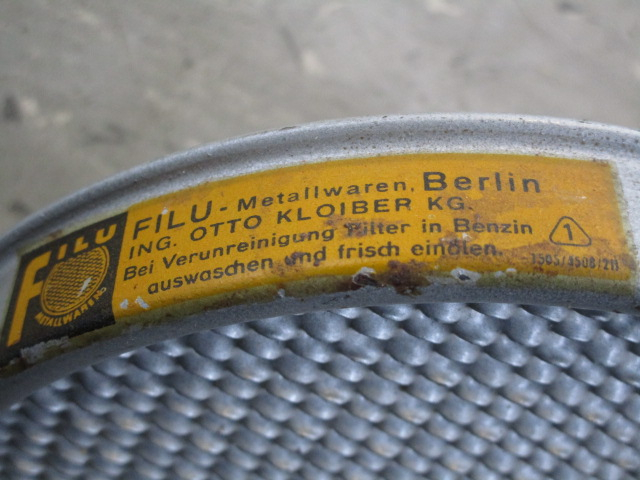 FILU
METALLWAREN
FILU - Metallwaren, Berlin
ING. OTTO KLOIBER KG.
Bei Verunreinigung Filter in Benzin
auswaschen und frisch einölen.
1